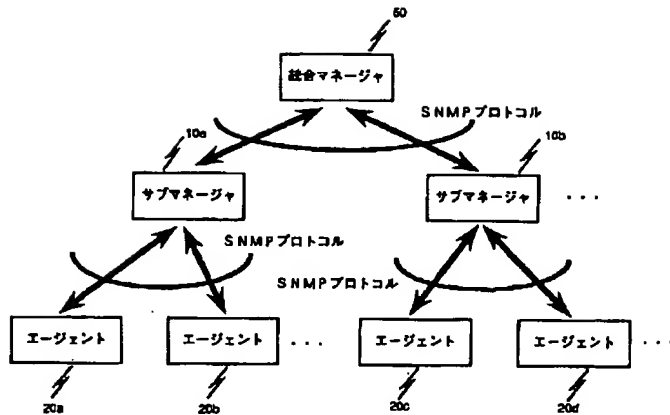 50
統合マネージャ
SNMPプロトコル
10a
10b
サブマネージャ
サブマネージャ
...
SNMPプロトコル
SNMPプロトコル
エージェント
エージェント
...
エージェント
エージェント
...
20a
20b
20c
20d